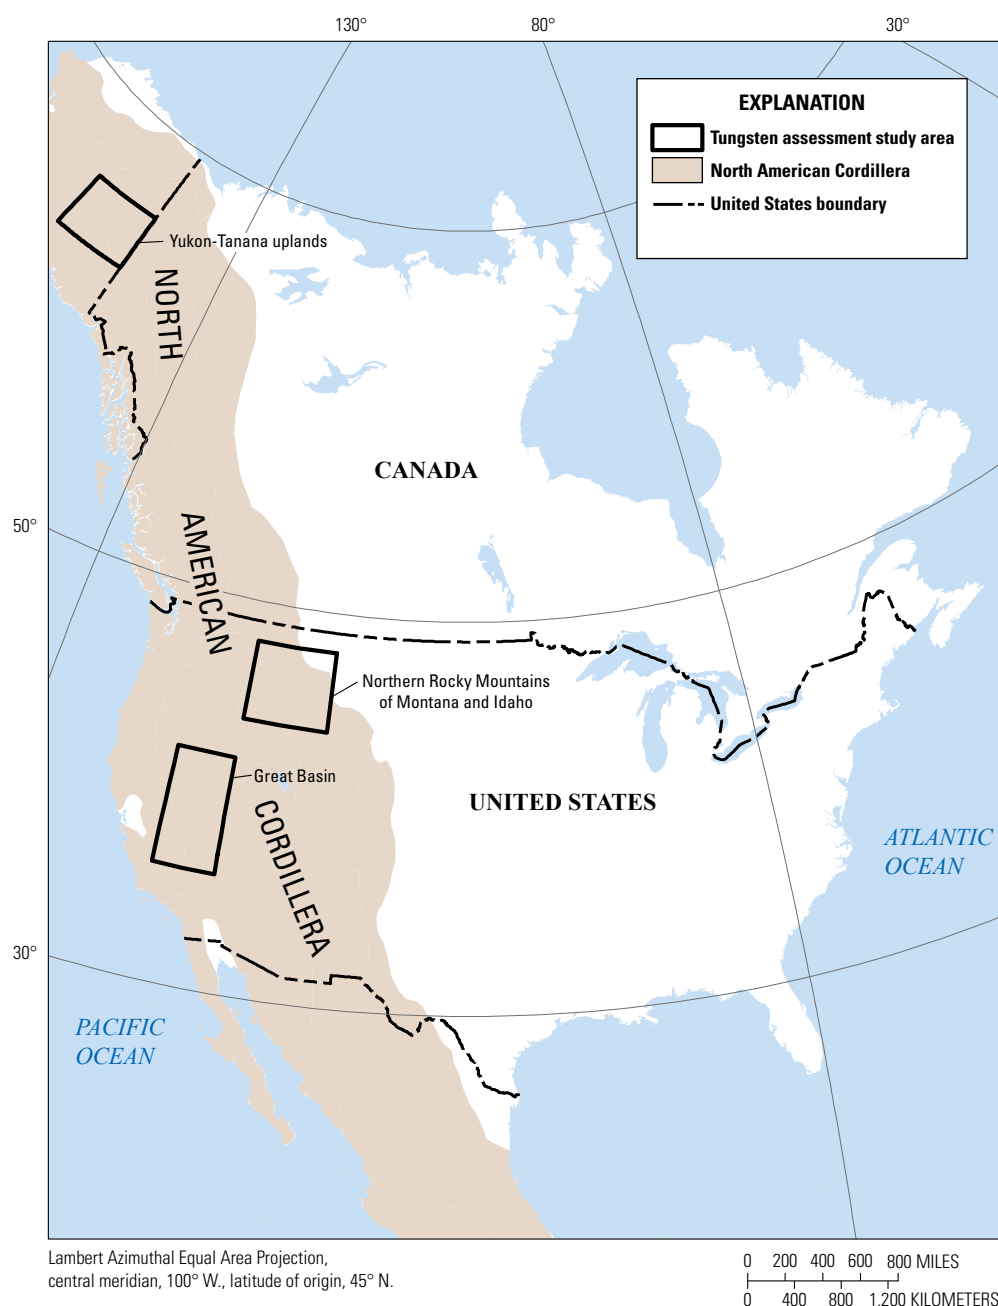 130°
80°
30°
EXPLANATION
Tungsten assessment study area
North American Cordillera
United States boundary
Yukon-Tanana uplands
NORTH
CANADA
50°
AMERICAN
Northern Rocky Mountains
of Montana and Idaho
Great Basin
UNITED STATES
CORDILLERA
ATLANTIC
OCEAN
30°
PACIFIC
OCEAN
Lambert Azimuthal Equal Area Projection,
central meridian, 100° W., latitude of origin, 45° N.
0 200 400 600 800 MILES
0 400 800 1,200 KILOMETERS